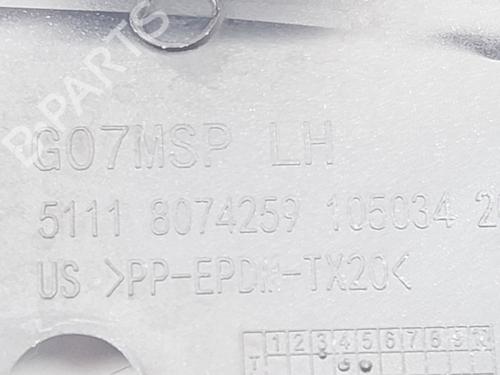 B-PARTS
G07MSP LH
5111 8074259 105034
US >PP-EPDM-TX20<
1 2 3 4 5 6 7 8 9 10
T